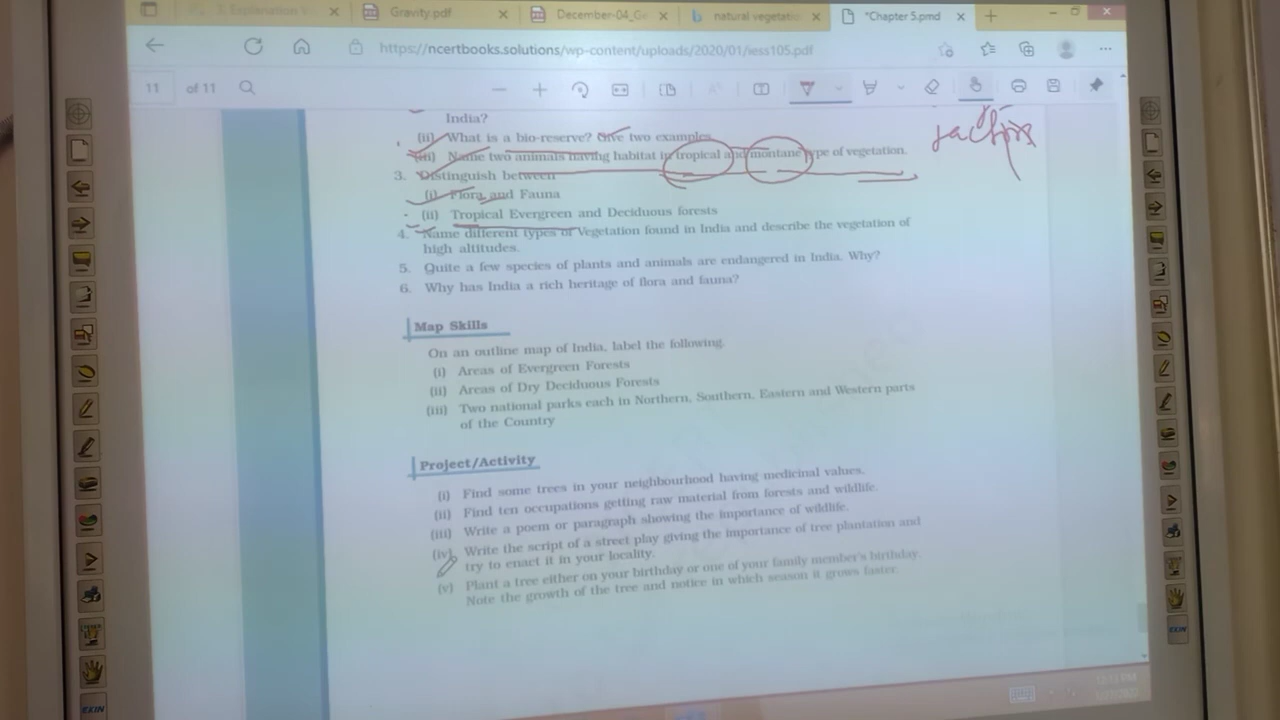 Gravity.pdf
December-04_Ge
natural vegetatio
*Chapter 5.pmd
https://ncertbooks.solutions/wp-content/uploads/2020/01/iess105.pdf
11 of 11
India?
(ii) What is a bio-reserve? Give two examples.
(iii) Name two animals having habitat in tropical and montane type of vegetation.
3. Distinguish between
(i) Flora and Fauna
(ii) Tropical Evergreen and Deciduous forests
4. Name different types of Vegetation found in India and describe the vegetation of
high altitudes.
5. Quite a few species of plants and animals are endangered in India. Why?
6. Why has India a rich heritage of flora and fauna?
Map Skills
On an outline map of India, label the following.
(i) Areas of Evergreen Forests
(ii) Areas of Dry Deciduous Forests
(iii) Two national parks each in Northern, Southern, Eastern and Western parts
of the Country
Project/Activity
(i) Find some trees in your neighbourhood having medicinal values.
(ii) Find ten occupations getting raw material from forests and wildlife.
(iii) Write a poem or paragraph showing the importance of wildlife.
(iv) Write the script of a street play giving the importance of tree plantation and
try to enact it in your locality.
(v) Plant a tree either on your birthday or one of your family member's birthday.
Note the growth of the tree and notice in which season it grows faster.
EKIN
EKIN